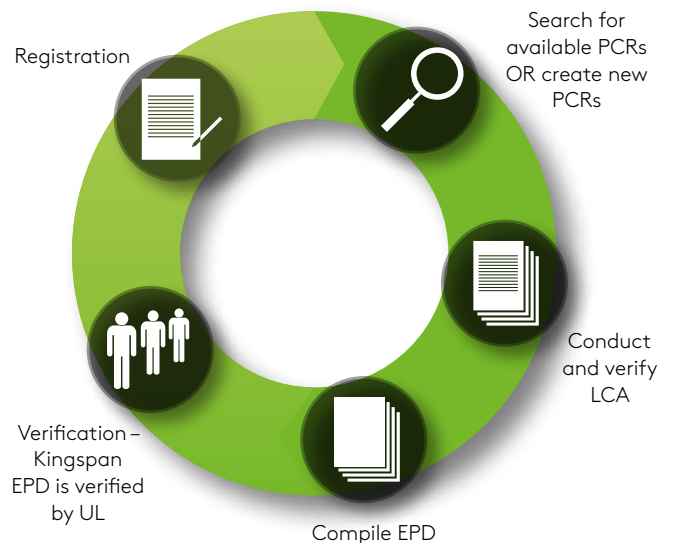 Search for
available PCRs
OR create new
PCRs
Registration
Conduct
and verify
LCA
Verification –
Kingspan
EPD is verified
by UL
Compile EPD